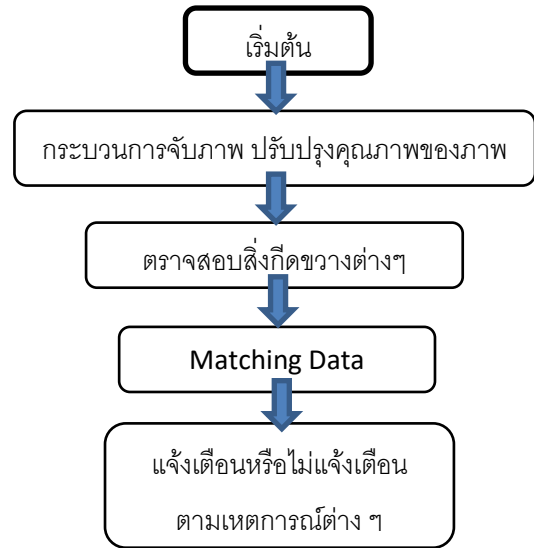 เริ่มต้น
กระบวนการจับภาพ ปรับปรุงคุณภาพของภาพ
ตราจสอบสิ่งกีดขวางต่างๆ
Matching Data
แจ้งเตือนหรือไม่แจ้งเตือน
ตามเหตการณ์ต่าง ๆ